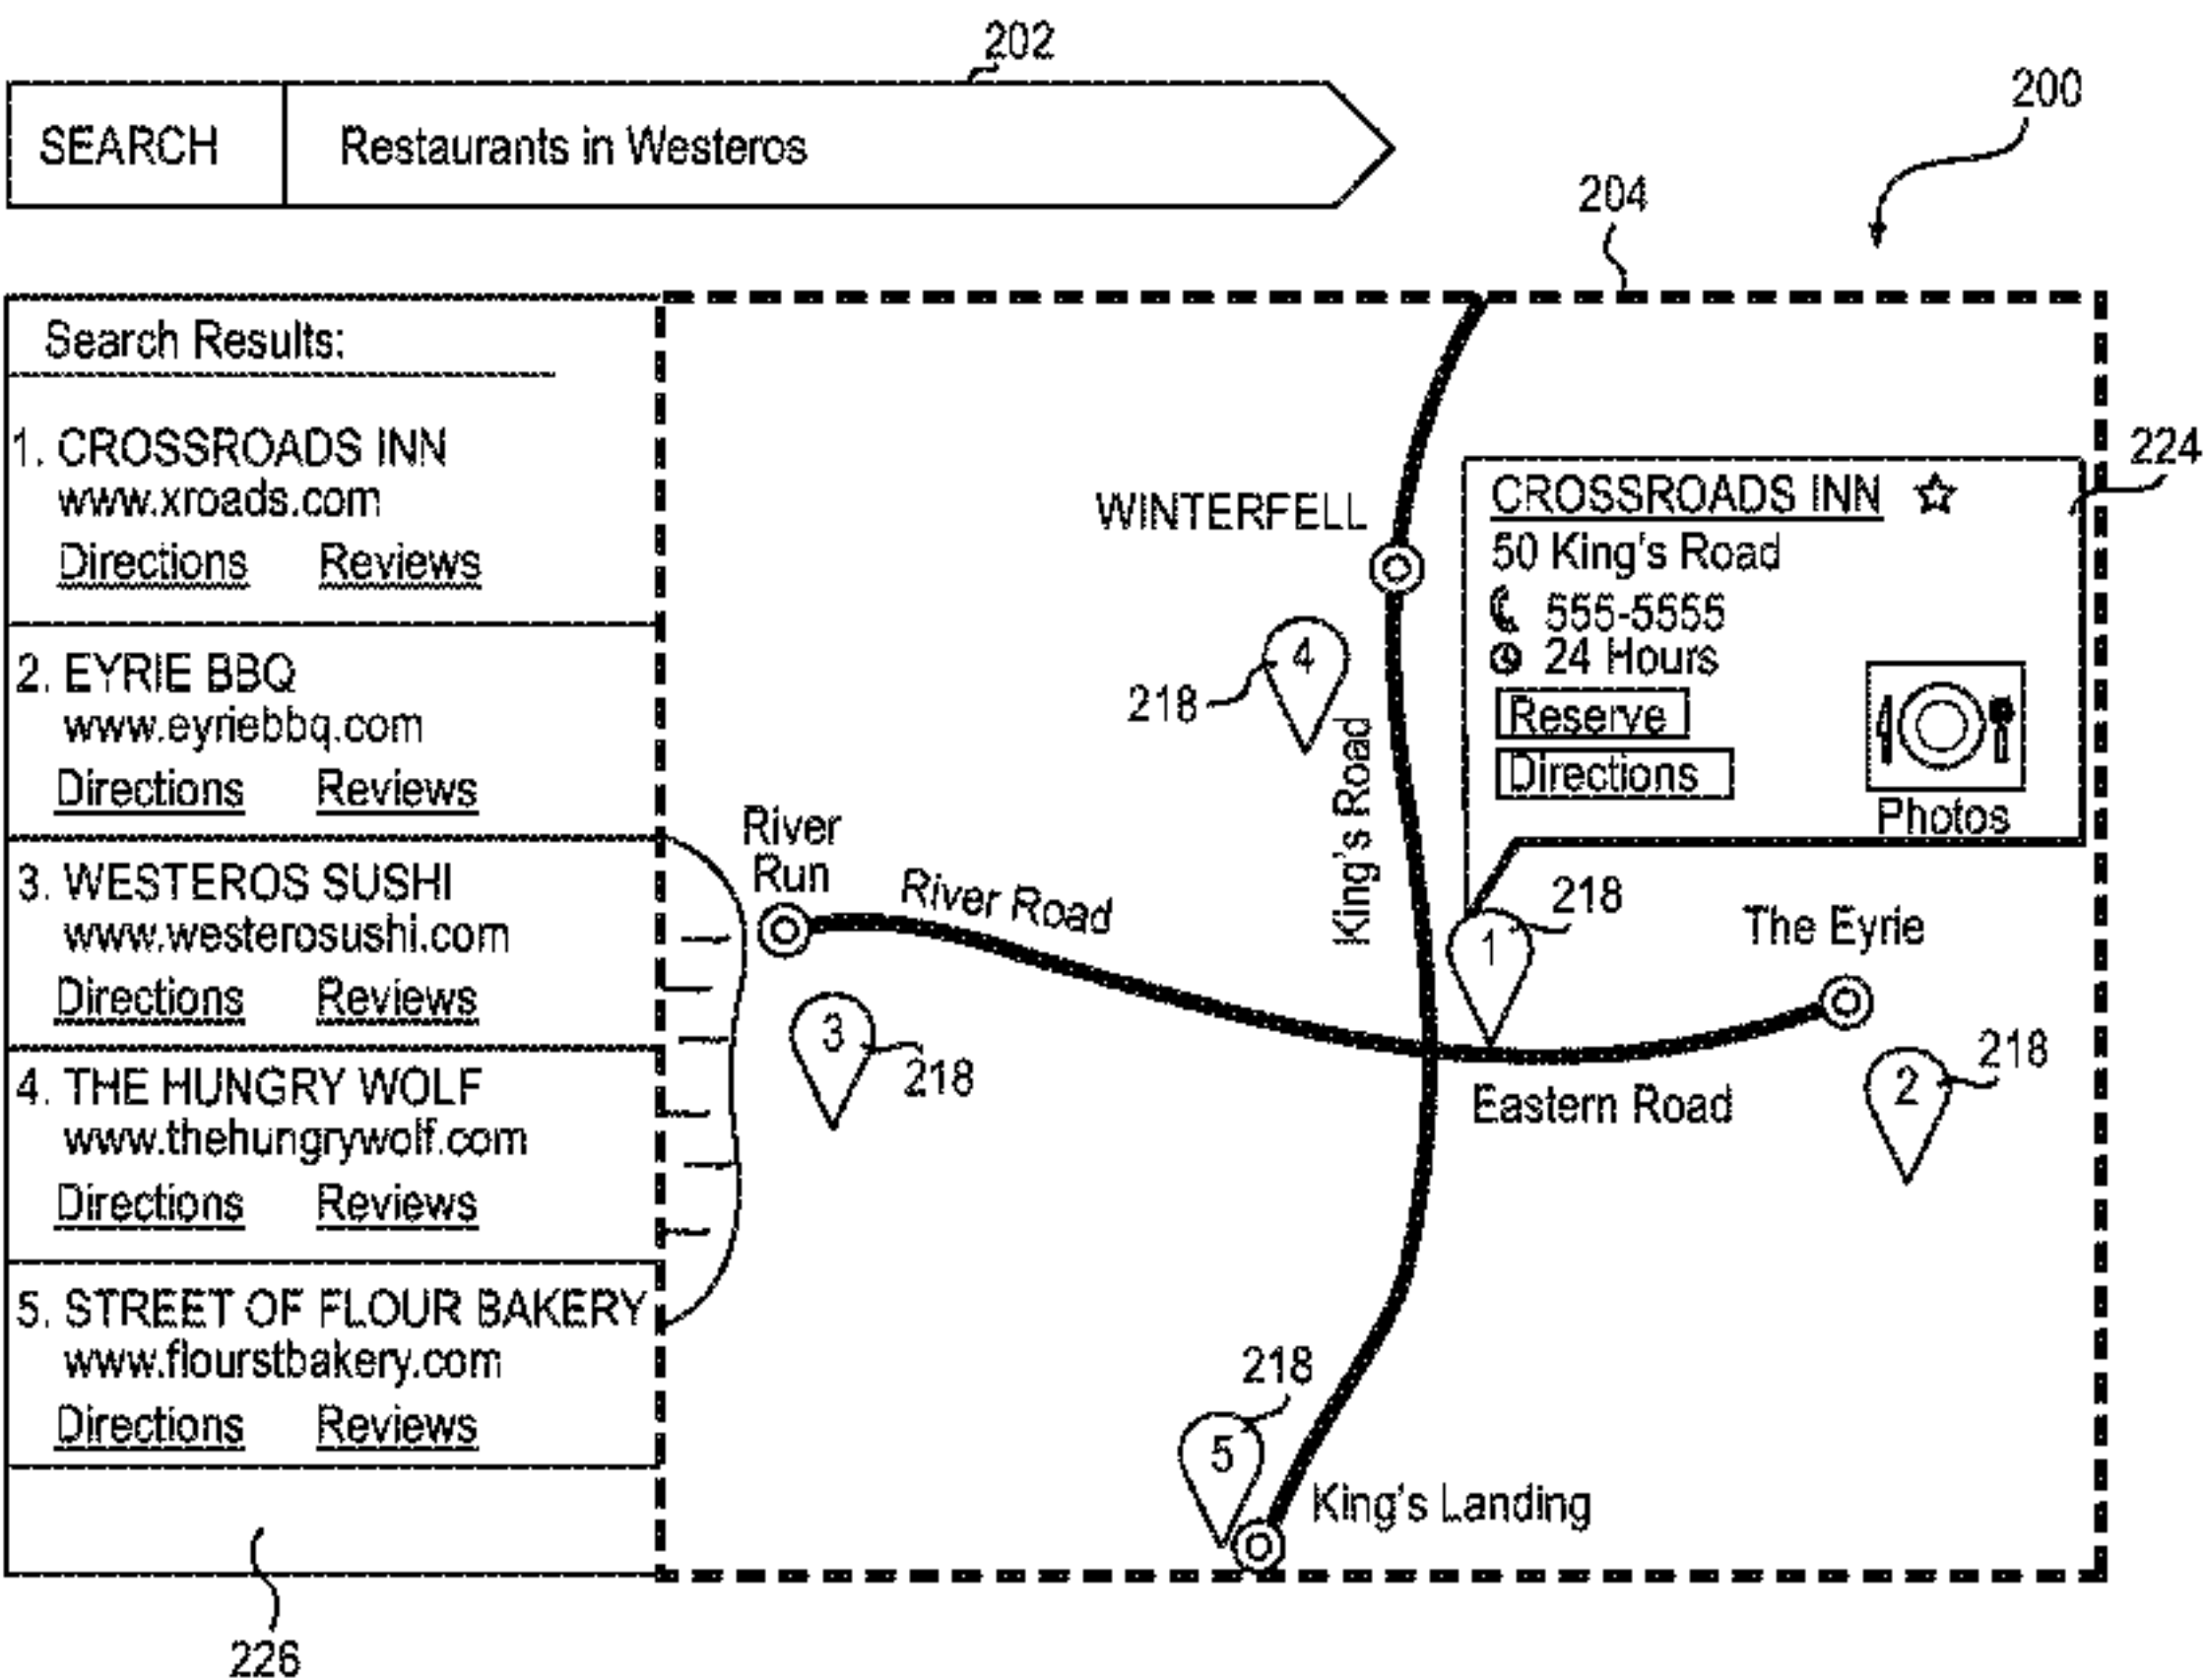 202
SEARCH
Restaurants in Westeros
200
204
Search Results:
1. CROSSROADS INN
www.xroads.com
Directions Reviews
2. EYRIE BBQ
www.eyriebbq.com
Directions Reviews
3. WESTEROS SUSHI
www.westerosushi.com
Directions Reviews
4. THE HUNGRY WOLF
www.thehungrywolf.com
Directions Reviews
5. STREET OF FLOUR BAKERY
www.flourstbakery.com
Directions Reviews
226
WINTERFELL
4
218
King's Road
River
Run
River Road
3
218
CROSSROADS INN
50 King's Road
555-5555
24 Hours
Reserve
Directions
Photos
224
1
218
The Eyrie
2
218
Eastern Road
218
5
King's Landing